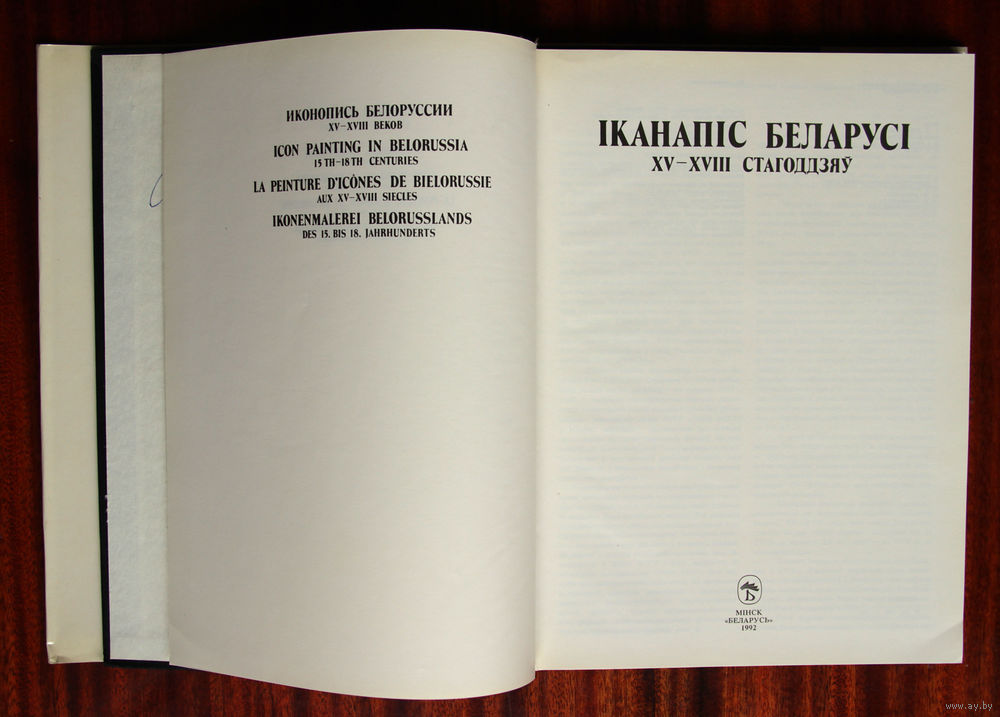 ИКОНОПИСЬ БЕЛОРУССИИ
XV–XVIII ВЕКОВ
ICON PAINTING IN BELORUSSIA
15 TH–18 TH CENTURIES
LA PEINTURE D'ICÔNES DE BIELORUSSIE
AUX XV–XVIII SIECLES
IKONENMALEREI BELORUSSLANDS
DES 15. BIS 18. JAHRHUNDERTS
ІКАНАПІС БЕЛАРУСІ
XV–XVIII СТАГОДДЗЯЎ
Б
МІНСК
«БЕЛАРУСЬ»
1992
www.ay.by